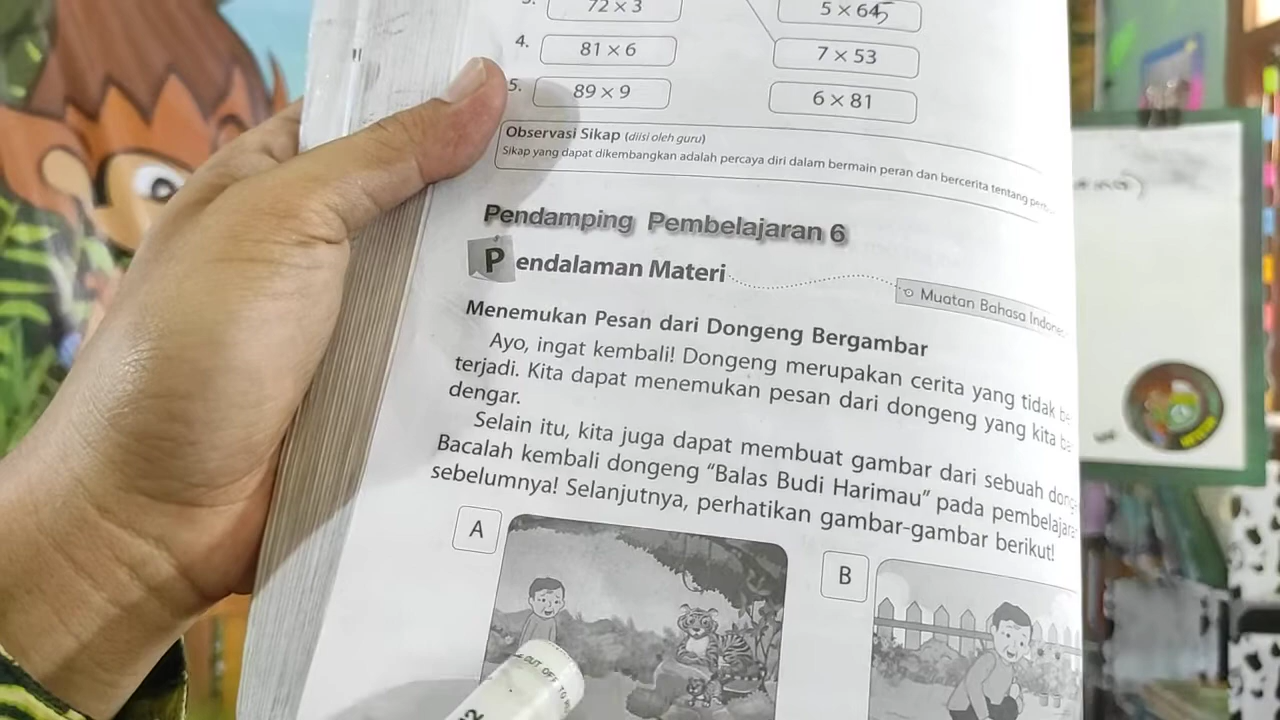 72 × 3
5 × 64
4.
81 × 6
7 × 53
5.
89 × 9
6 × 81
Observasi Sikap (diisi oleh guru)
Sikap yang dapat dikembangkan adalah percaya diri dalam bermain peran dan bercerita tentang
Pendamping Pembelajaran 6
Pendalaman Materi
Muatan Bahasa
Menemukan Pesan dari Dongeng Bergambar
Ayo, ingat kembali! Dongeng merupakan cerita yang tidak
terjadi. Kita dapat menemukan pesan dari dongeng yang kita
dengar.
Selain itu, kita juga dapat membuat gambar dari sebuah
Bacalah kembali dongeng “Balas Budi Harimau” pada
sebelumnya! Selanjutnya, perhatikan gambar-gambar berikut!
A
B
CUT OFF TO